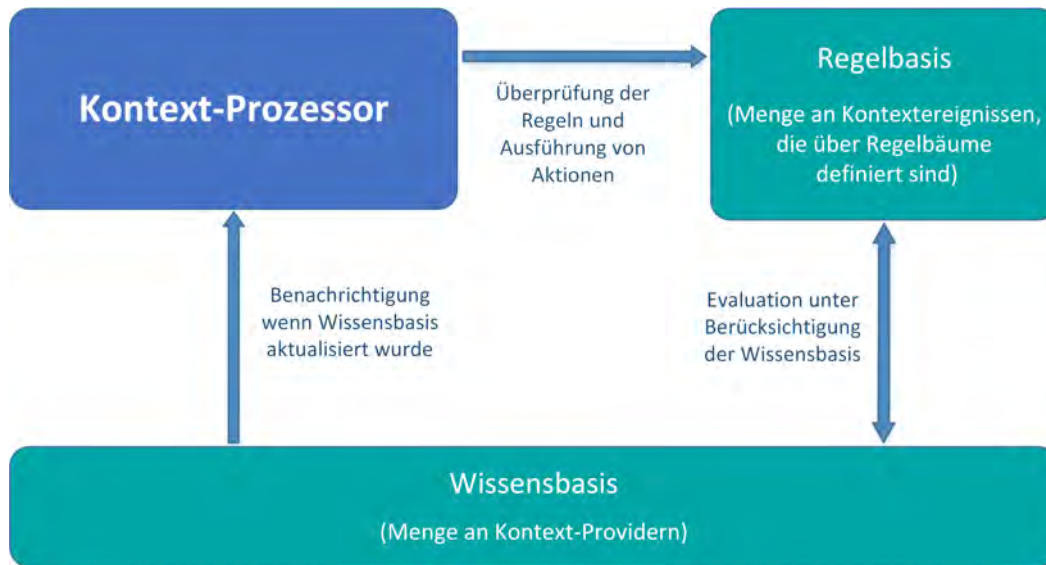 Kontext-Prozessor
Überprüfung der
Regeln und
Ausführung von
Aktionen
Regelbasis
(Menge an Kontextereignissen,
die über Regelbäume
definiert sind)
Benachrichtigung
wenn Wissensbasis
aktualisiert wurde
Evaluation unter
Berücksichtigung
der Wissensbasis
Wissensbasis
(Menge an Kontext-Providern)